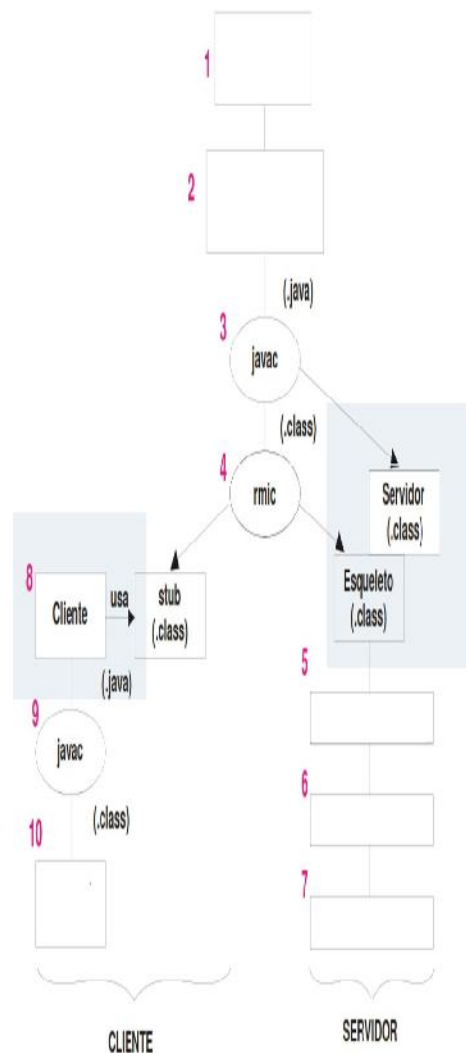 1
2
(.java)
3
javac
(.class)
4
rmic
Servidor
(.class)
Esqueleto
(.class)
8
Cliente
usa
stub
(.class)
5
(.java)
9
javac
6
(.class)
10
7
CLIENTE
SERVIDOR